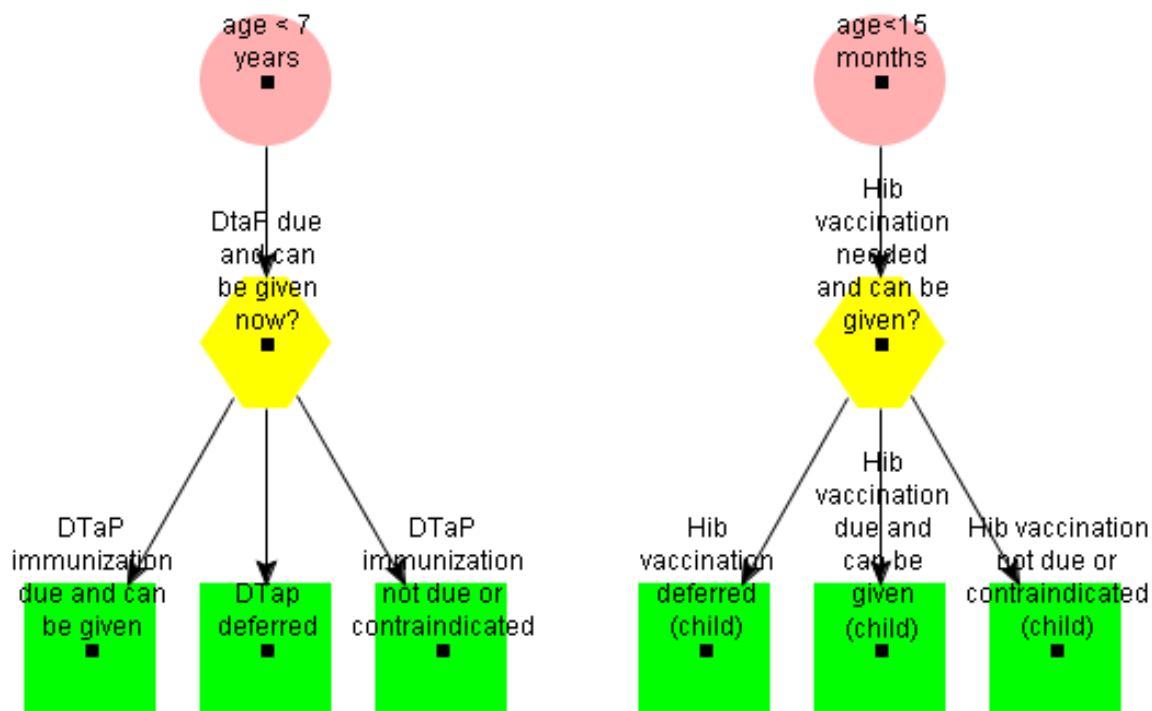 age < 7
years
DtaP due
and can
be given
now?
DTaP
immunization
due and can
be given
DTap
deferred
DTaP
immunization
not due or
contraindicated
age<15
months
Hib
vaccination
needed
and can be
given?
Hib
vaccination
deferred
(child)
Hib
vaccination
due and
can be
given
(child)
Hib vaccination
not due or
contraindicated
(child)